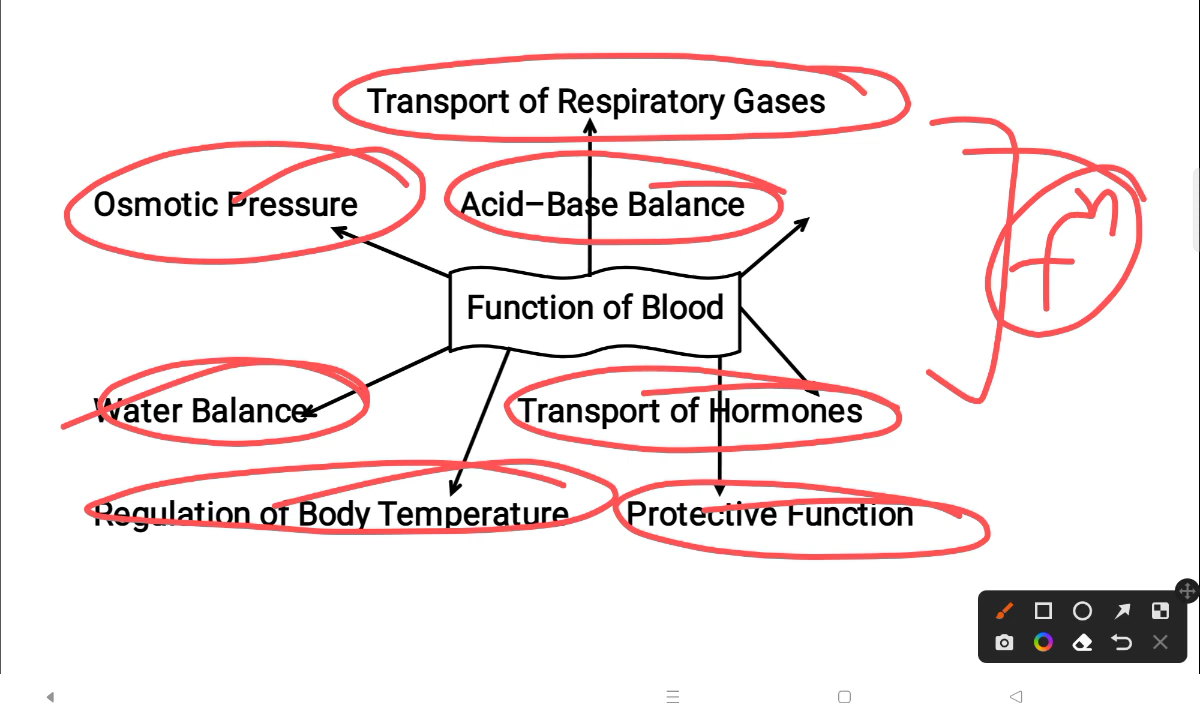 Transport of Respiratory Gases
Osmotic Pressure
Acid–Base Balance
fn
Function of Blood
Water Balance
Transport of Hormones
Regulation of Body Temperature
Protective Function